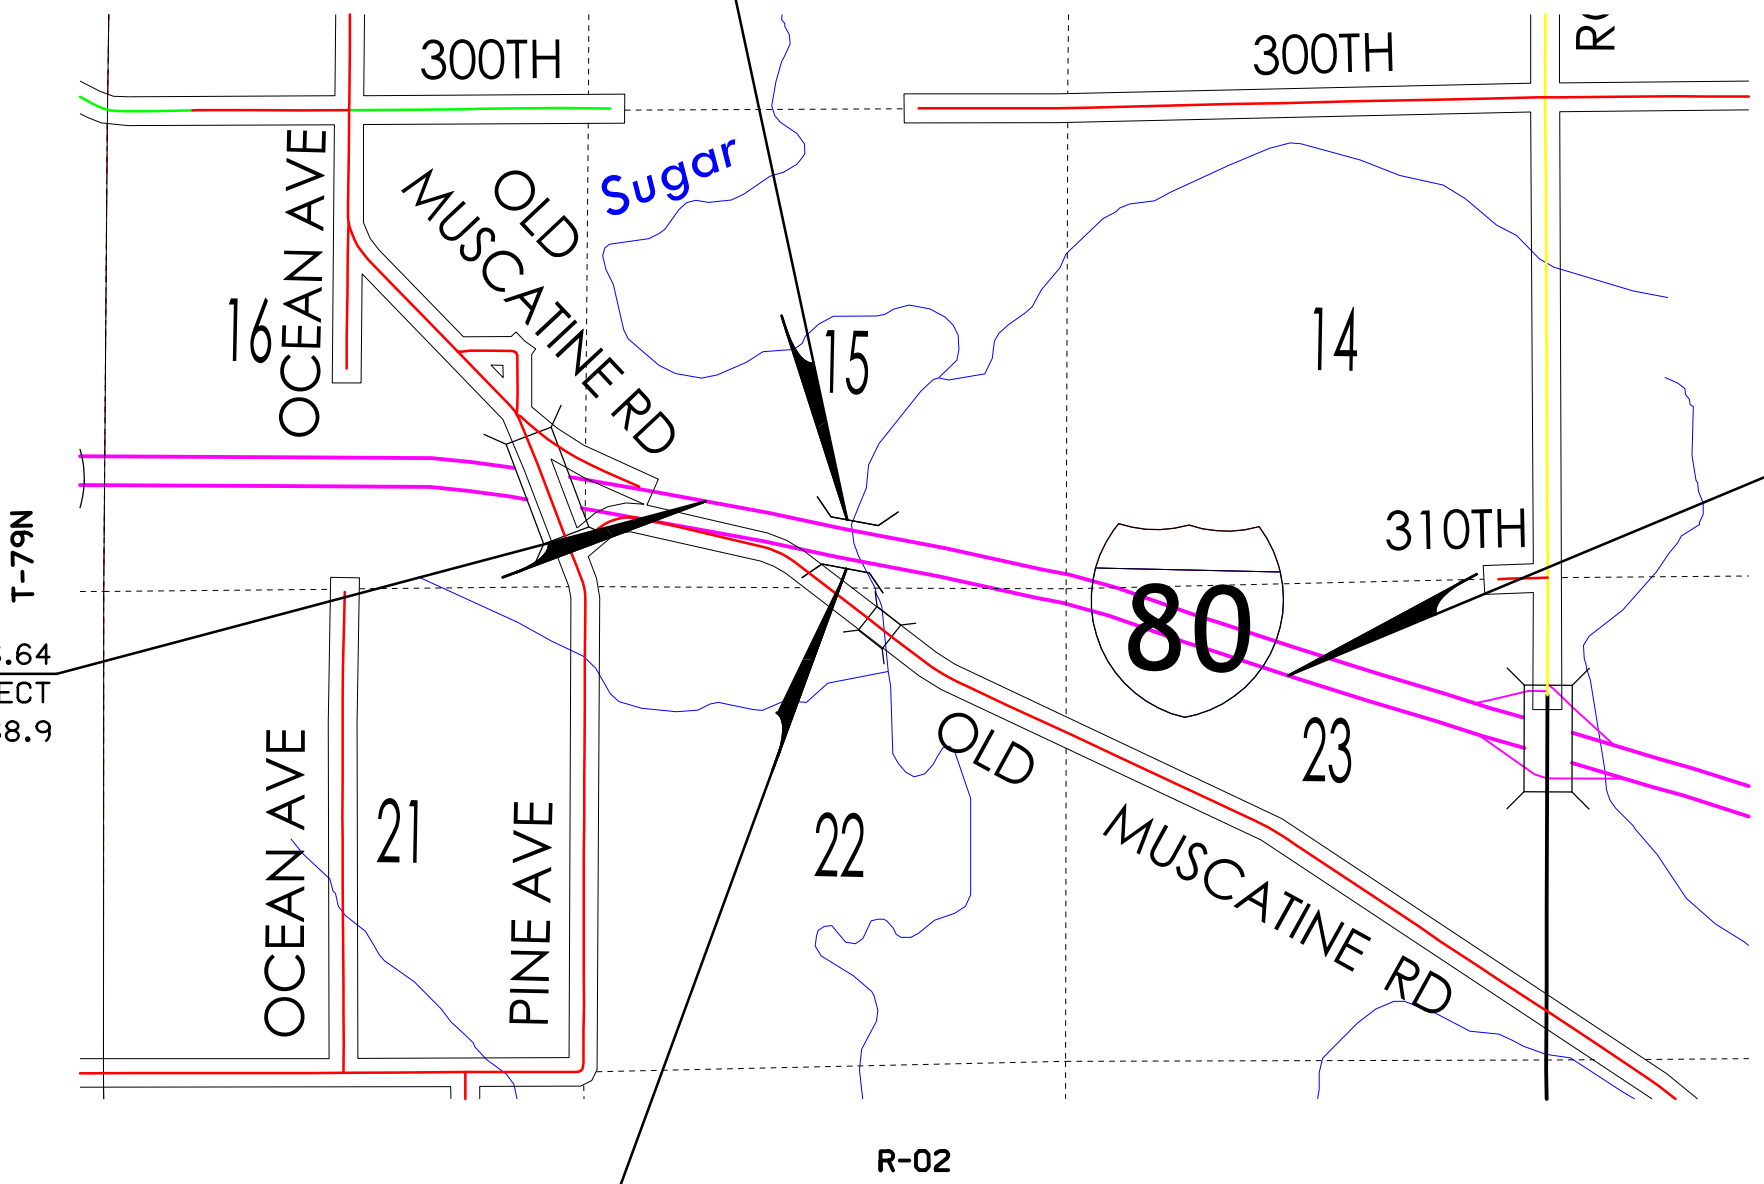 300TH
300TH
OCEAN AVE
OLD
MUSCATINE RD
Sugar
16
15
14
T-79N
310TH
80
.64
ECT
8.9
OCEAN AVE
21
PINE AVE
22
OLD
MUSCATINE RD
23
R-02